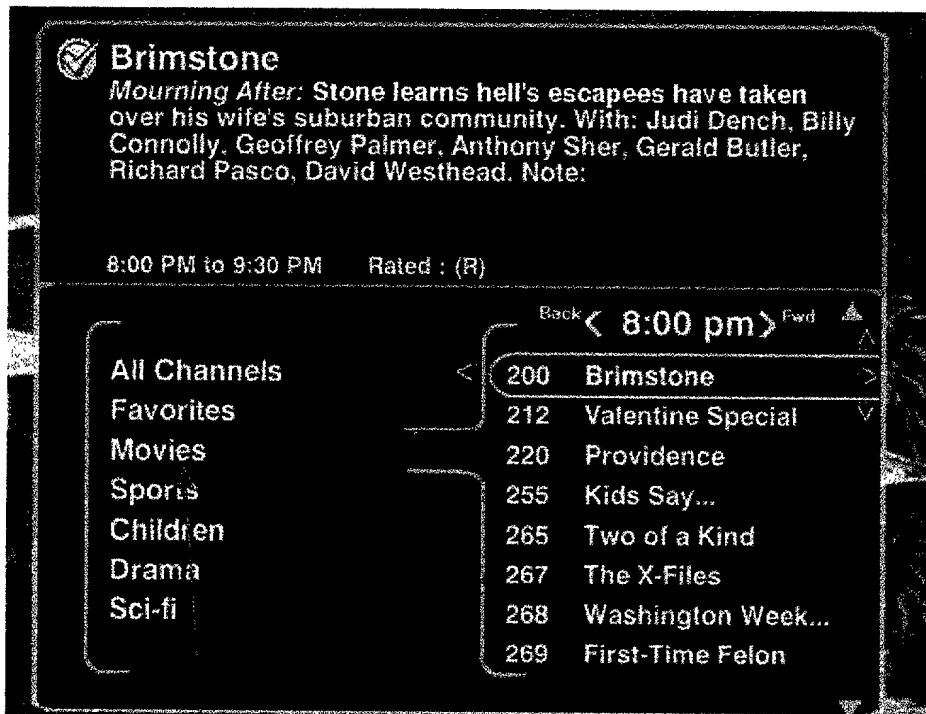 Brimstone
Mourning After: Stone learns hell's escapees have taken
over his wife's suburban community. With: Judi Dench, Billy
Connolly, Geoffrey Palmer, Anthony Sher, Gerald Butler,
Richard Pasco, David Westhead. Note:
8:00 PM to 9:30 PM Rated : (R)
Back < 8:00 pm > Fwd
All Channels
Favorites
Movies
Sports
Children
Drama
Sci-fi
200 Brimstone
212 Valentine Special
220 Providence
255 Kids Say...
265 Two of a Kind
267 The X-Files
268 Washington Week...
269 First-Time Felon